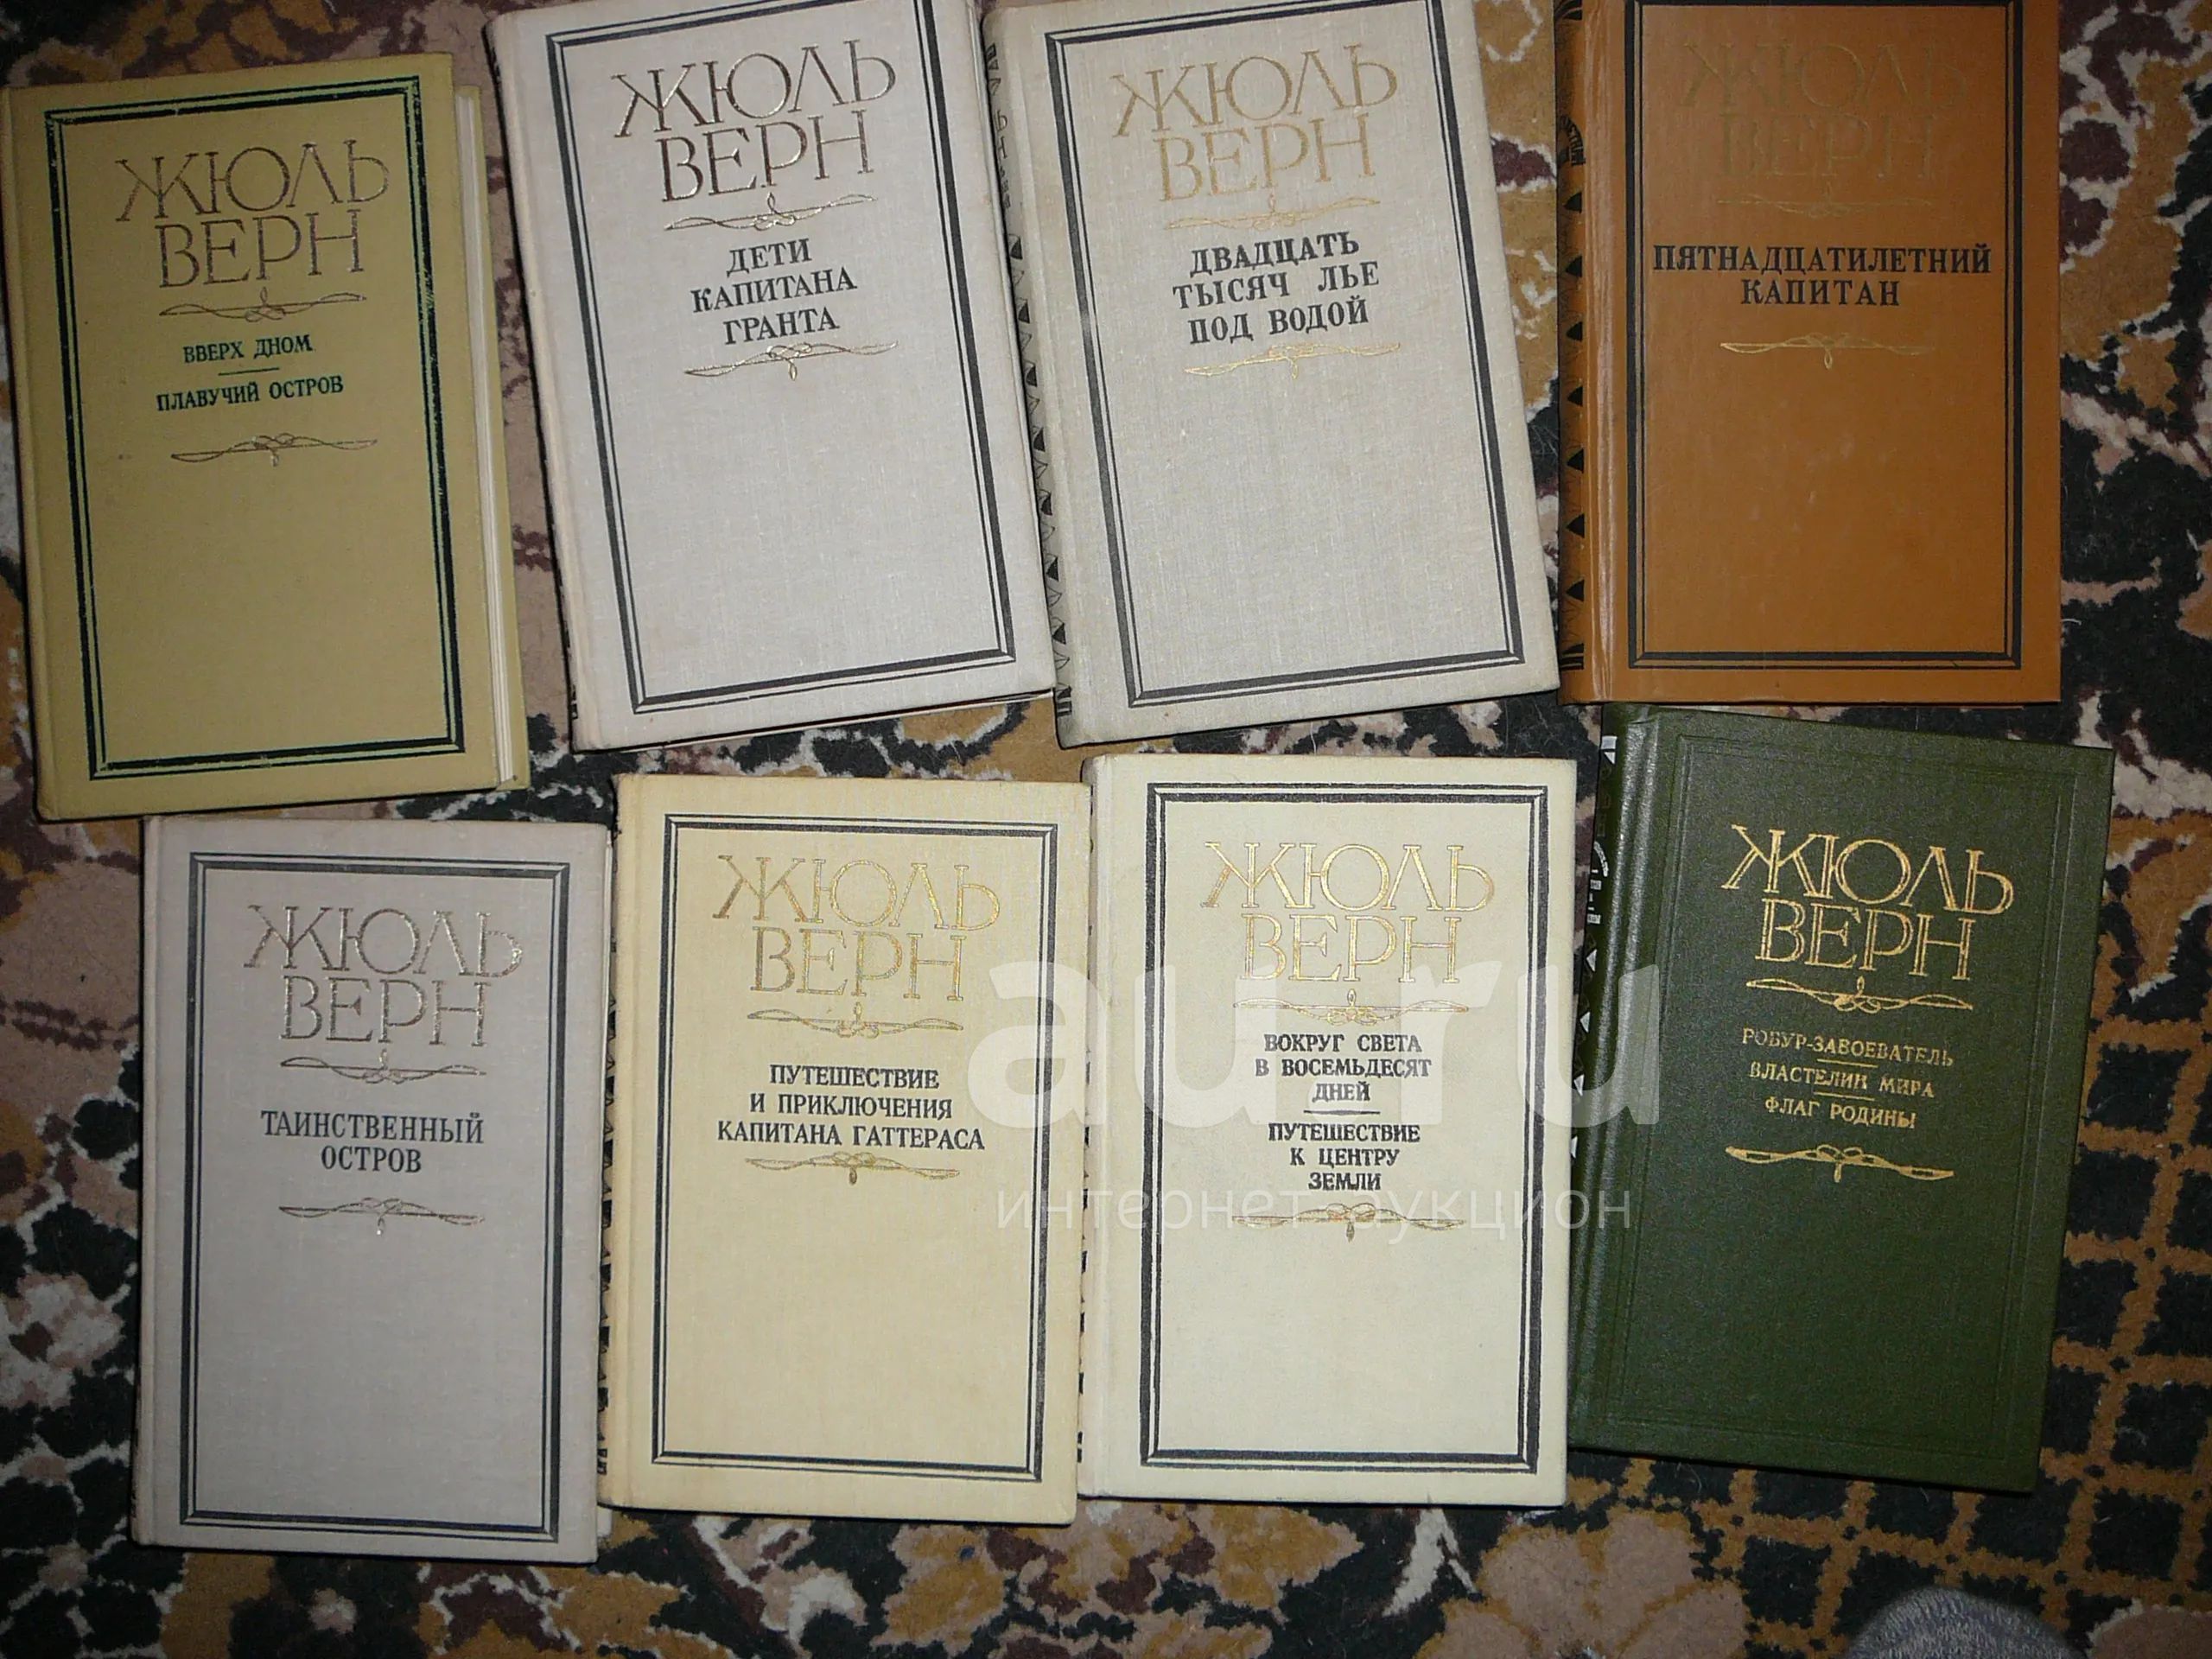 ЖЮЛЬ
ВЕРН
ВВЕРХ ДНОМ
ПЛАВУЧИЙ ОСТРОВ
ЖЮЛЬ
ВЕРН
ДЕТИ
КАПИТАНА
ГРАНТА
ЖЮЛЬ
ВЕРН
ДВАДЦАТЬ
ТЫСЯЧ ЛЬЕ
ПОД ВОДОЙ
ЖЮЛЬ
ВЕРН
ПЯТНАДЦАТИЛЕТНИЙ
КАПИТАН
ЖЮЛЬ
ВЕРН
ТАИНСТВЕННЫЙ
ОСТРОВ
ЖЮЛЬ
ВЕРН
ПУТЕШЕСТВИЕ
И ПРИКЛЮЧЕНИЯ
КАПИТАНА ГАТТЕРАСА
ЖЮЛЬ
ВЕРН
ВОКРУГ СВЕТА
В ВОСЕМЬДЕСЯТ
ДНЕЙ
ПУТЕШЕСТВИЕ
К ЦЕНТРУ
ЗЕМЛИ
ЖЮЛЬ
ВЕРН
РОБУР-ЗАВОЕВАТЕЛЬ
ВЛАСТЕЛИН МИРА
ФЛАГ РОДИНЫ
au.ru
интернет-аукцион